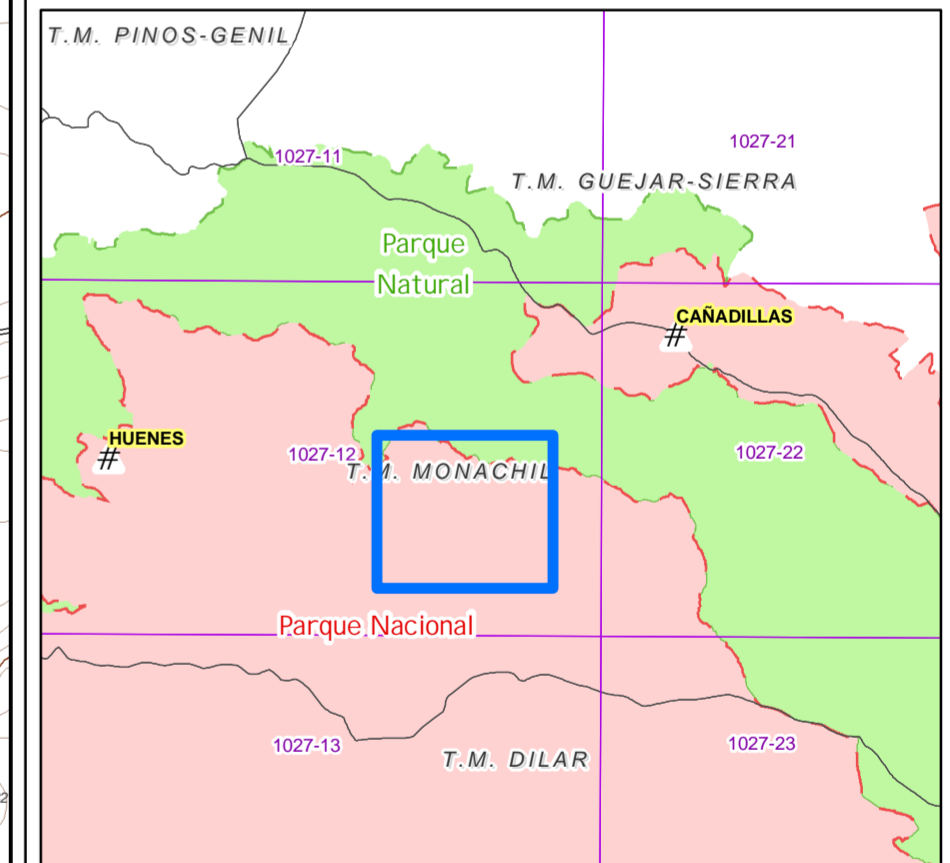 T.M. PINOS-GENIL
1027-21
1027-11
T.M. GUEJAR-SIERRA
Parque
Natural
CAÑADILLAS
#
HUENES
#
1027-12
1027-22
T.M. MONACHIL
Parque Nacional
1027-13
1027-23
T.M. DILAR
2